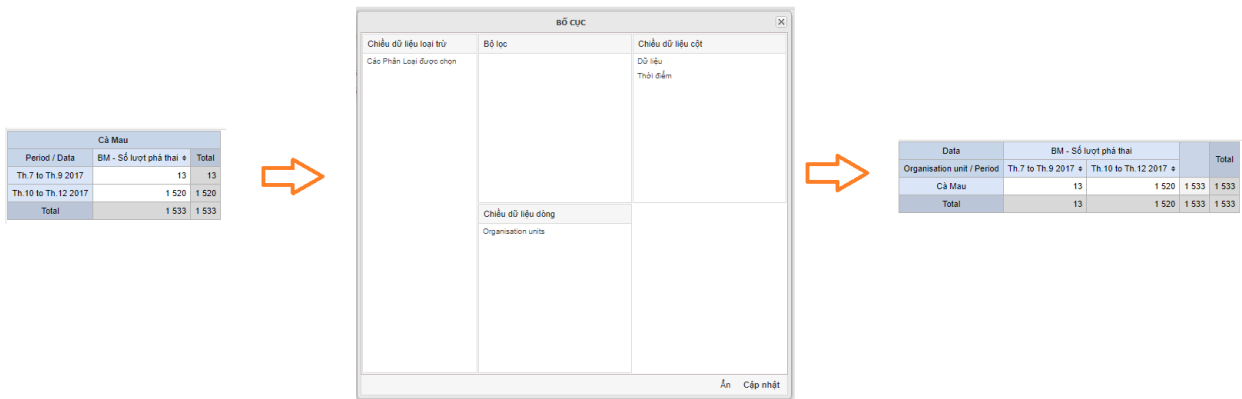 Cà Mau
Period / Data BM - Số lượt phá thai Total
Th.7 to Th.9 2017 13 13
Th.10 to Th.12 2017 1 520 1 520
Total 1 533 1 533
BỐ CỤC
Chiều dữ liệu loại trừ
Các Phân Loại được chọn
Bộ lọc
Chiều dữ liệu cột
Dữ liệu
Thời điểm
Chiều dữ liệu dòng
Organisation units
Ẩn Cập nhật
Data BM - Số lượt phá thai Total
Organisation unit / Period Th.7 to Th.9 2017 Th.10 to Th.12 2017
Cà Mau 13 1 520 1 533 1 533
Total 13 1 520 1 533 1 533